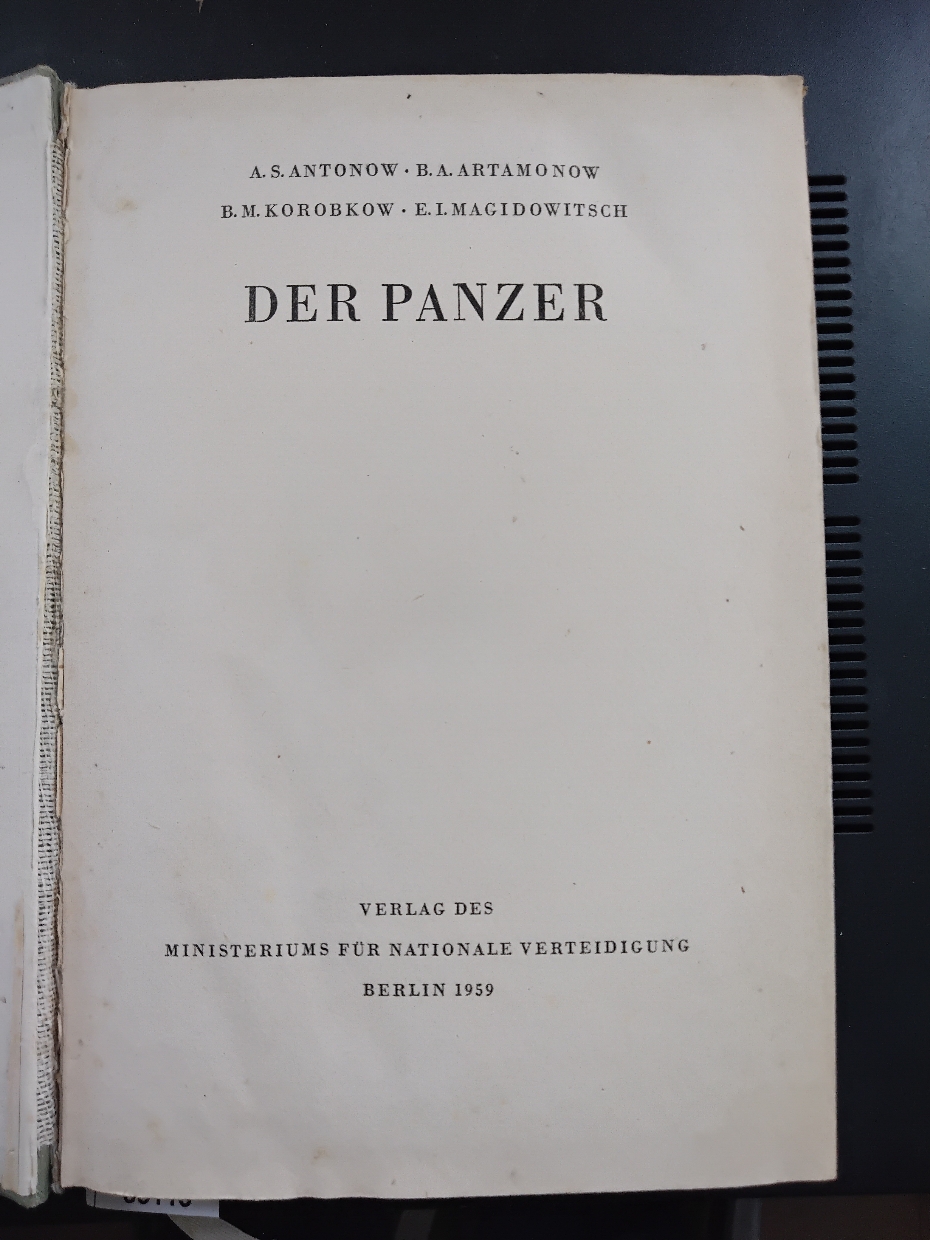 A. S. ANTONOW · B. A. ARTAMONOW
B. M. KOROBKOW · E. I. MAGIDOWITSCH
DER PANZER
VERLAG DES
MINISTERIUMS FÜR NATIONALE VERTEIDIGUNG
BERLIN 1959